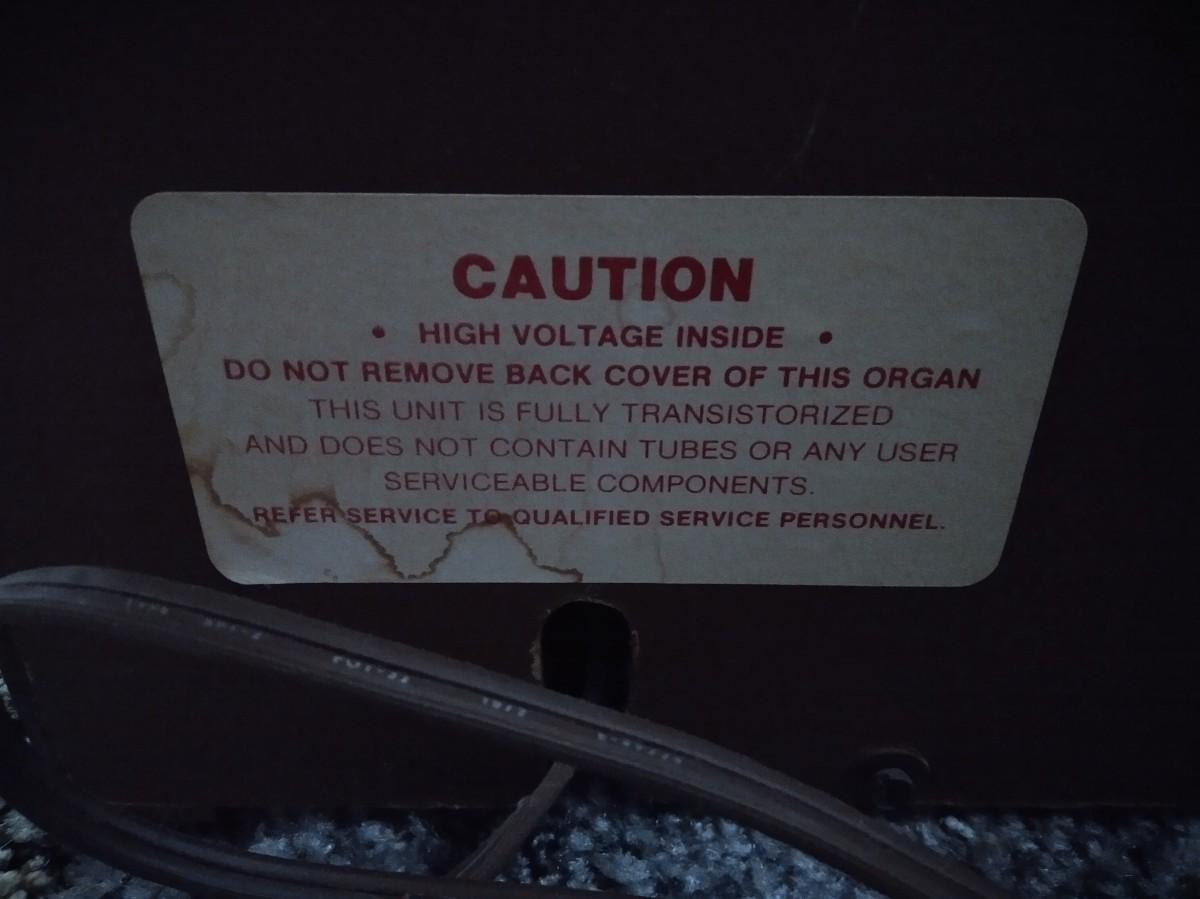 CAUTION
• HIGH VOLTAGE INSIDE •
DO NOT REMOVE BACK COVER OF THIS ORGAN
THIS UNIT IS FULLY TRANSISTORIZED
AND DOES NOT CONTAIN TUBES OR ANY USER
SERVICEABLE COMPONENTS.
REFER SERVICE TO QUALIFIED SERVICE PERSONNEL.